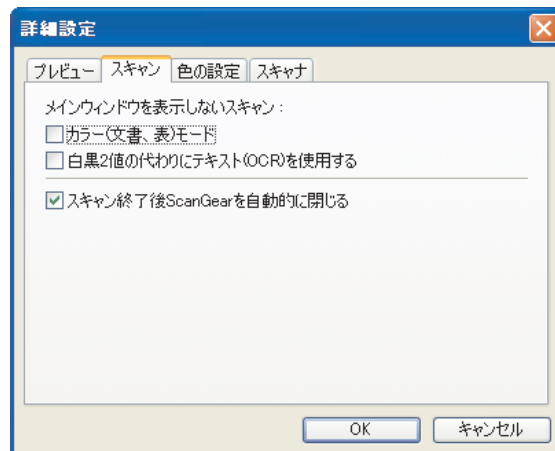 詳細設定
プレビュー スキャン 色の設定 スキャナ
メインウィンドウを表示しないスキャン：
カラー(文書、表)モード
白黒2値の代わりにテキスト(OCR)を使用する
スキャン終了後ScanGearを自動的に閉じる
OK キャンセル